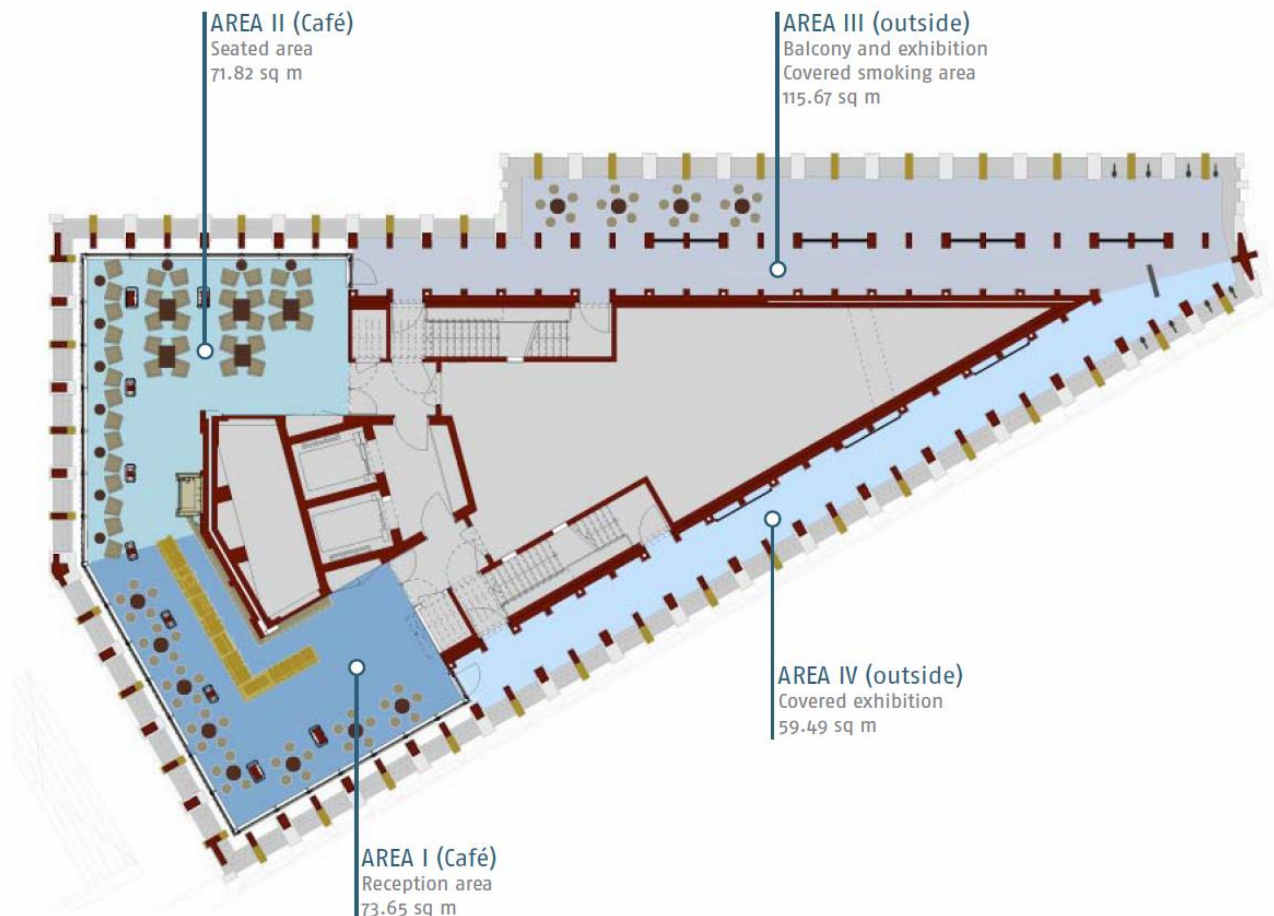 AREA II (Café)
Seated area
71.82 sq m
AREA III (outside)
Balcony and exhibition
Covered smoking area
115.67 sq m
AREA IV (outside)
Covered exhibition
59.49 sq m
AREA I (Café)
Reception area
73.65 sq m